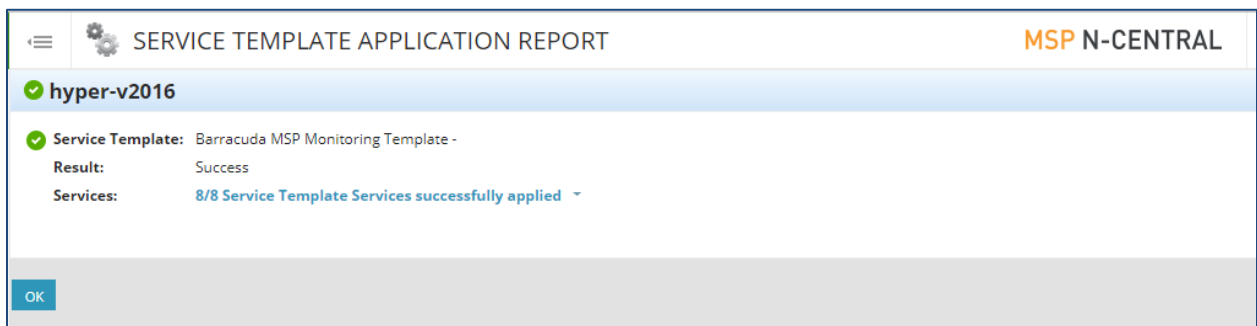 SERVICE TEMPLATE APPLICATION REPORT MSP N-CENTRAL
hyper-v2016
Service Template: Barracuda MSP Monitoring Template -
Result: Success
Services: 8/8 Service Template Services successfully applied
OK